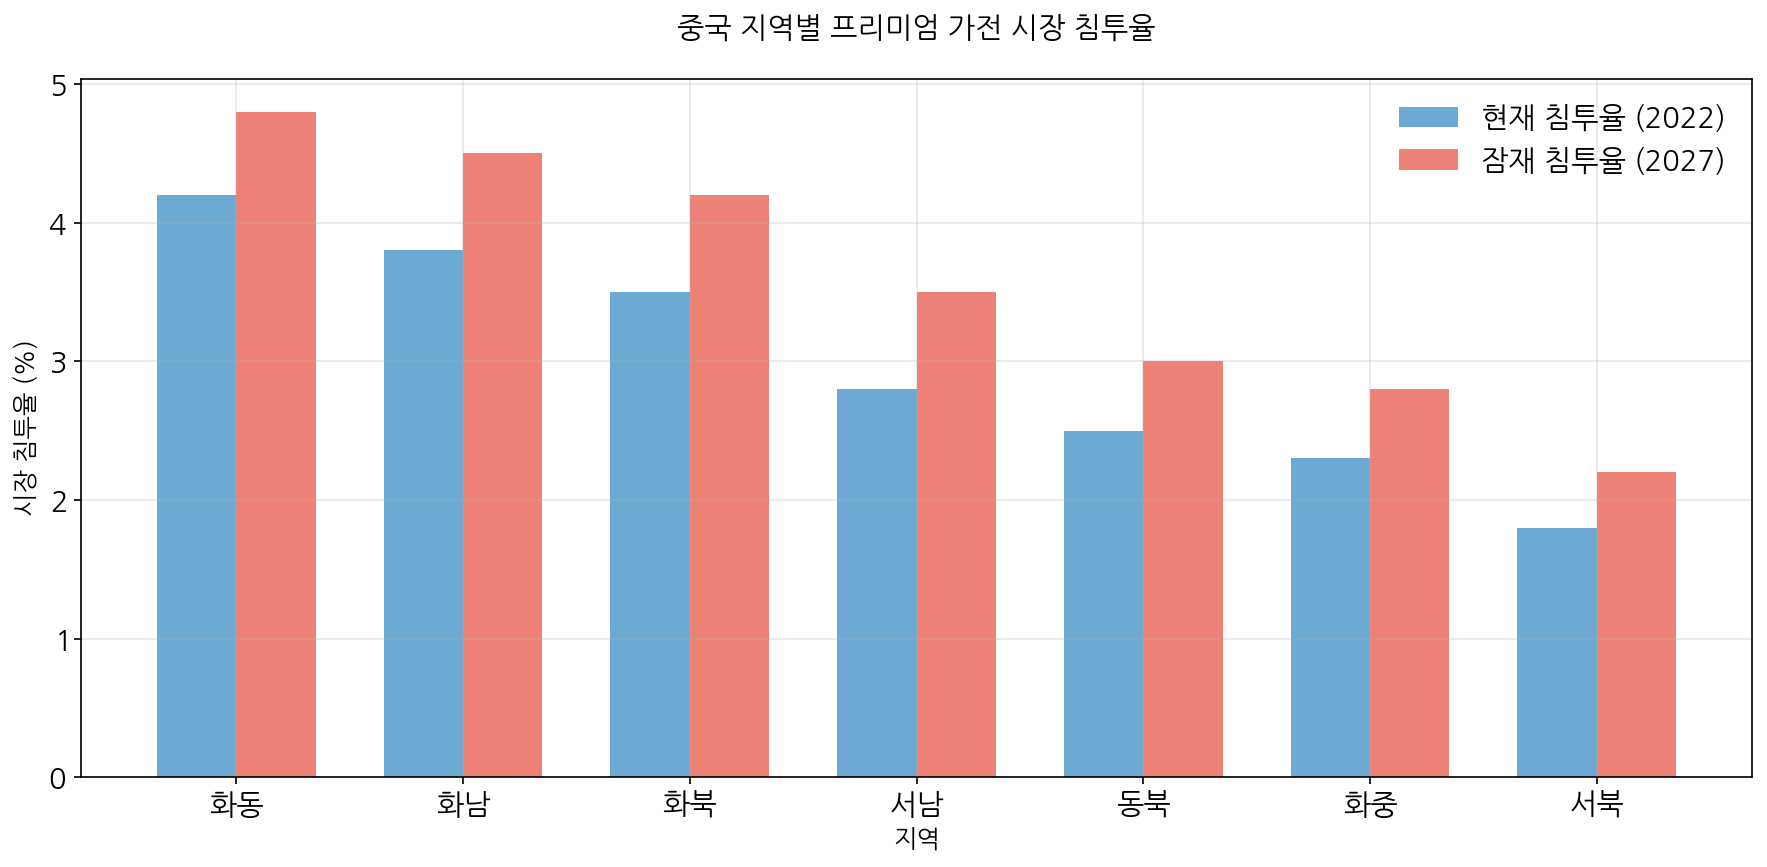 중국 지역별 프리미엄 가전 시장 침투율
현재 침투율 (2022)
잠재 침투율 (2027)
시장 침투율 (%)
5
4
3
2
1
0
화동 화남 화북 서남 동북 화중 서북
지역